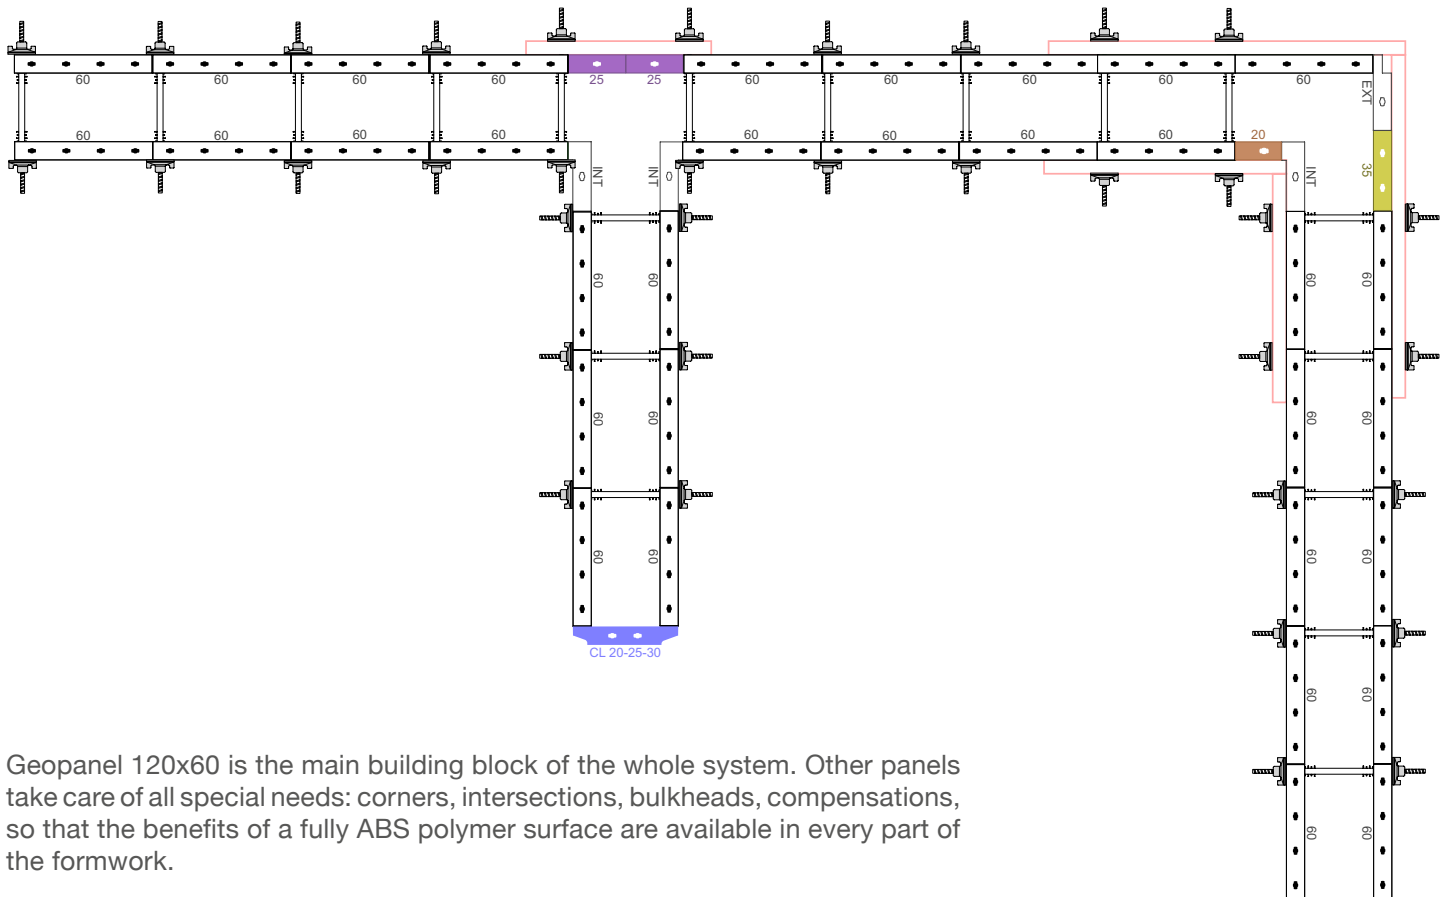 60 60 60 60 25 25 60 60 60 60 60
EXT 0
60 60 60 60 60 60 60 60 20
0 INT INT 0 0 INT 35
60 60 60 60
60 60 60 60
60 60 60 60
CL 20-25-30
60 60
60 60
Geopanel 120x60 is the main building block of the whole system. Other panels
take care of all special needs: corners, intersections, bulkheads, compensations,
so that the benefits of a fully ABS polymer surface are available in every part of
the formwork.